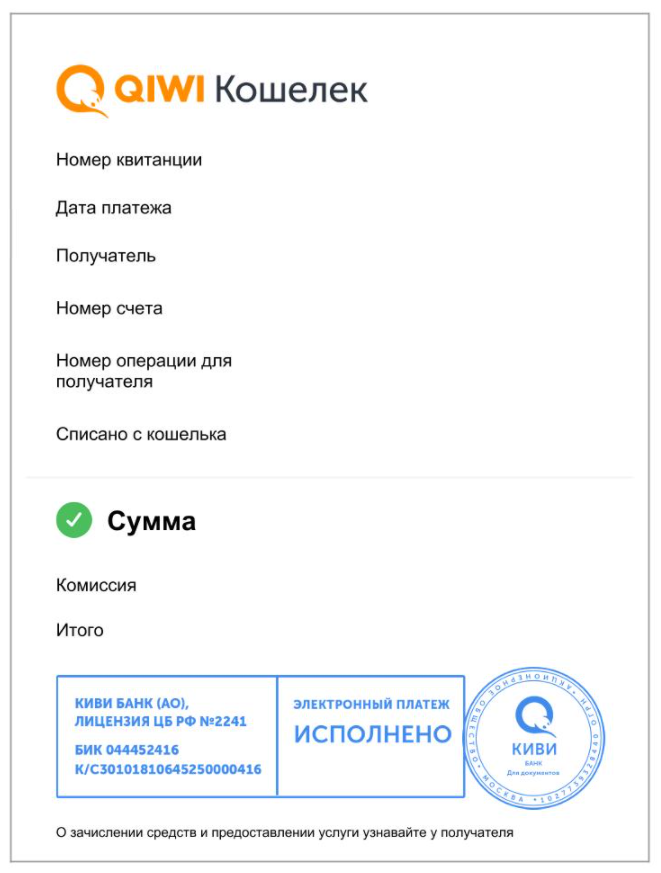 QIWI Кошелек
Номер квитанции
Дата платежа
Получатель
Номер счета
Номер операции для
получателя
Списано с кошелька
Сумма
Комиссия
Итого
КИВИ БАНК (АО),
ЛИЦЕНЗИЯ ЦБ РФ №2241
БИК 044452416
К/С30101810645250000416
ЭЛЕКТРОННЫЙ ПЛАТЕЖ
ИСПОЛНЕНО
АКЦИОНЕРНОЕ ОБЩЕСТВО • МОСКВА
КИВИ
БАНК
Для документов
О зачислении средств и предоставлении услуги узнавайте у получателя